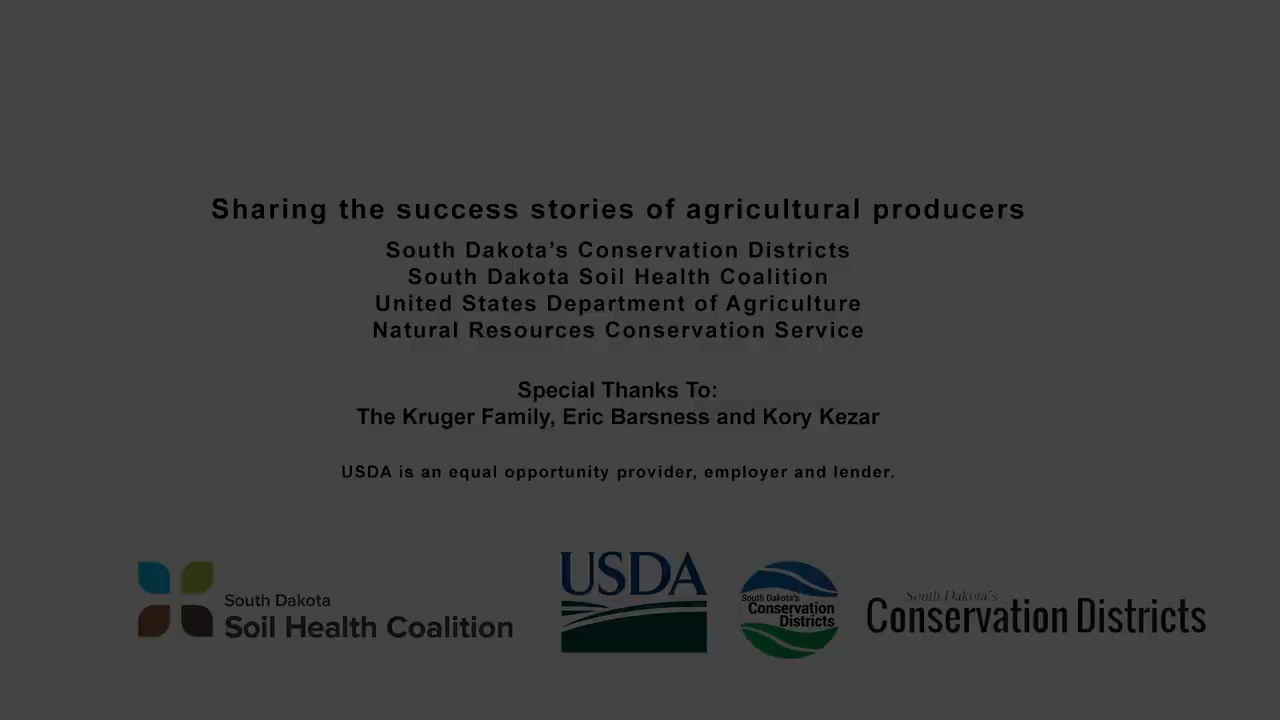 Sharing the success stories of agricultural producers
South Dakota’s Conservation Districts
South Dakota Soil Health Coalition
United States Department of Agriculture
Natural Resources Conservation Service
Special Thanks To:
The Kruger Family, Eric Barsness and Kory Kezar
USDA is an equal opportunity provider, employer and lender.
South Dakota
Soil Health Coalition
USDA
South Dakota's
Conservation
Districts
South Dakota's
Conservation Districts